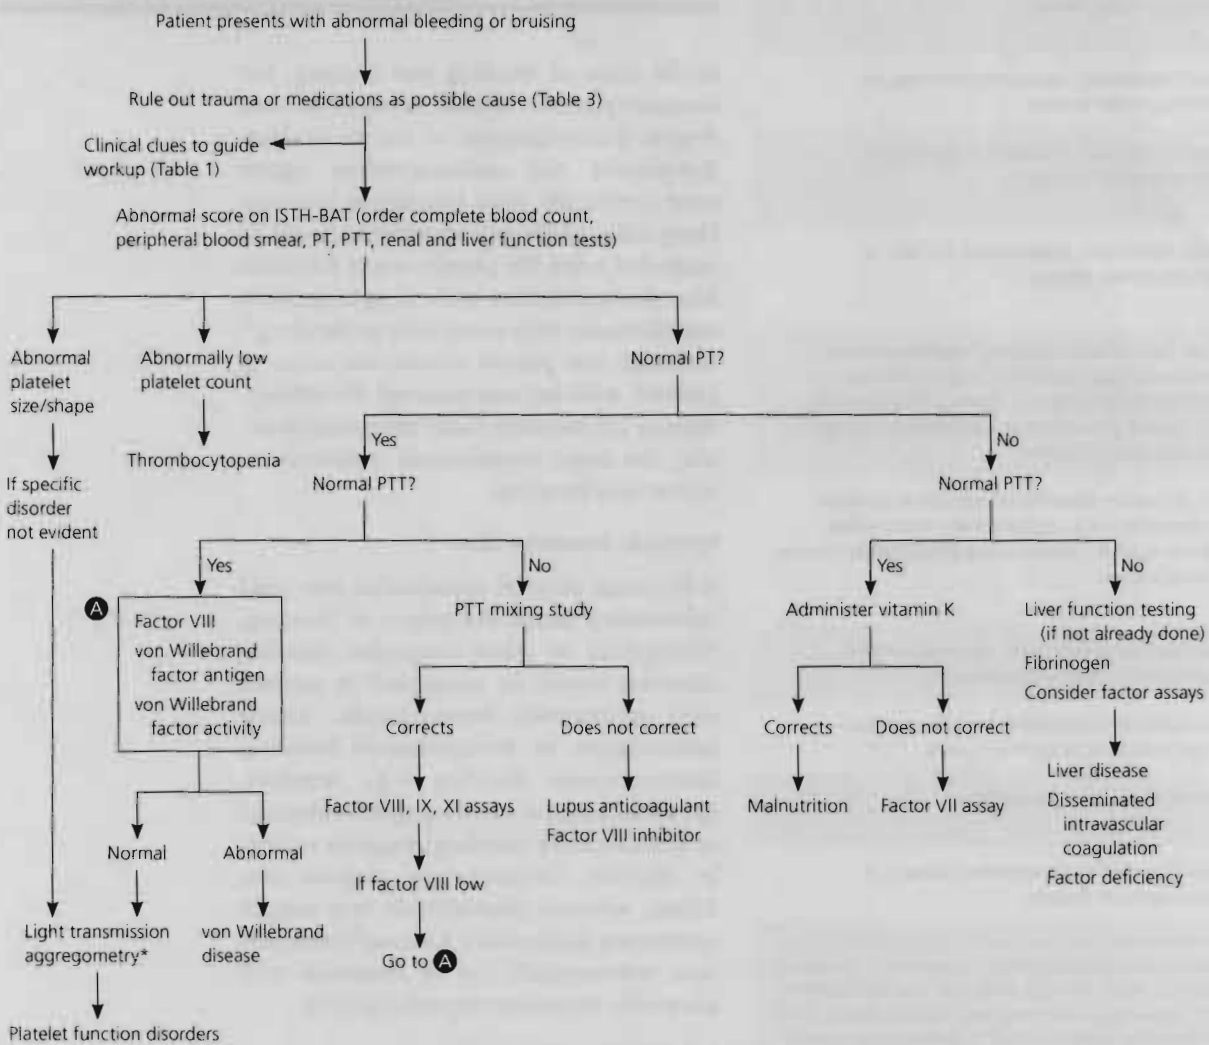 Patient presents with abnormal bleeding or bruising
Rule out trauma or medications as possible cause (Table 3)
Clinical clues to guide
workup (Table 1)
Abnormal score on ISTH-BAT (order complete blood count,
peripheral blood smear, PT, PTT, renal and liver function tests)
Abnormal
platelet
size/shape
Abnormally low
platelet count
Normal PT?
Thrombocytopenia
If specific
disorder
not evident
Yes
Normal PTT?
No
Normal PTT?
Yes
A
Factor VIII
von Willebrand
factor antigen
von Willebrand
factor activity
No
PTT mixing study
Yes
Administer vitamin K
No
Liver function testing
(if not already done)
Fibrinogen
Consider factor assays
Corrects
Does not correct
Corrects
Does not correct
Factor VIII, IX, XI assays
Lupus anticoagulant
Factor VIII inhibitor
Malnutrition
Factor VII assay
Liver disease
Disseminated
intravascular
coagulation
Factor deficiency
Normal
Abnormal
If factor VIII low
Light transmission
aggregometry*
von Willebrand
disease
Go to A
Platelet function disorders